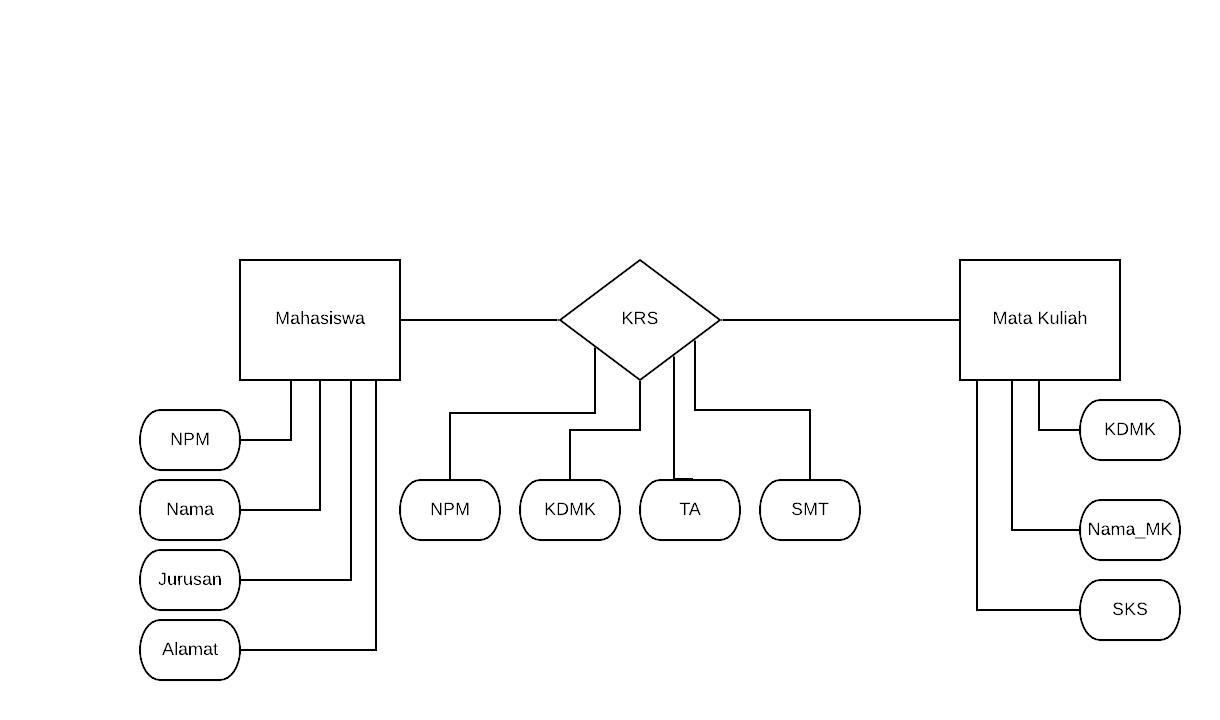 Mahasiswa
KRS
Mata Kuliah
NPM
Nama
Jurusan
Alamat
NPM
KDMK
TA
SMT
KDMK
Nama_MK
SKS